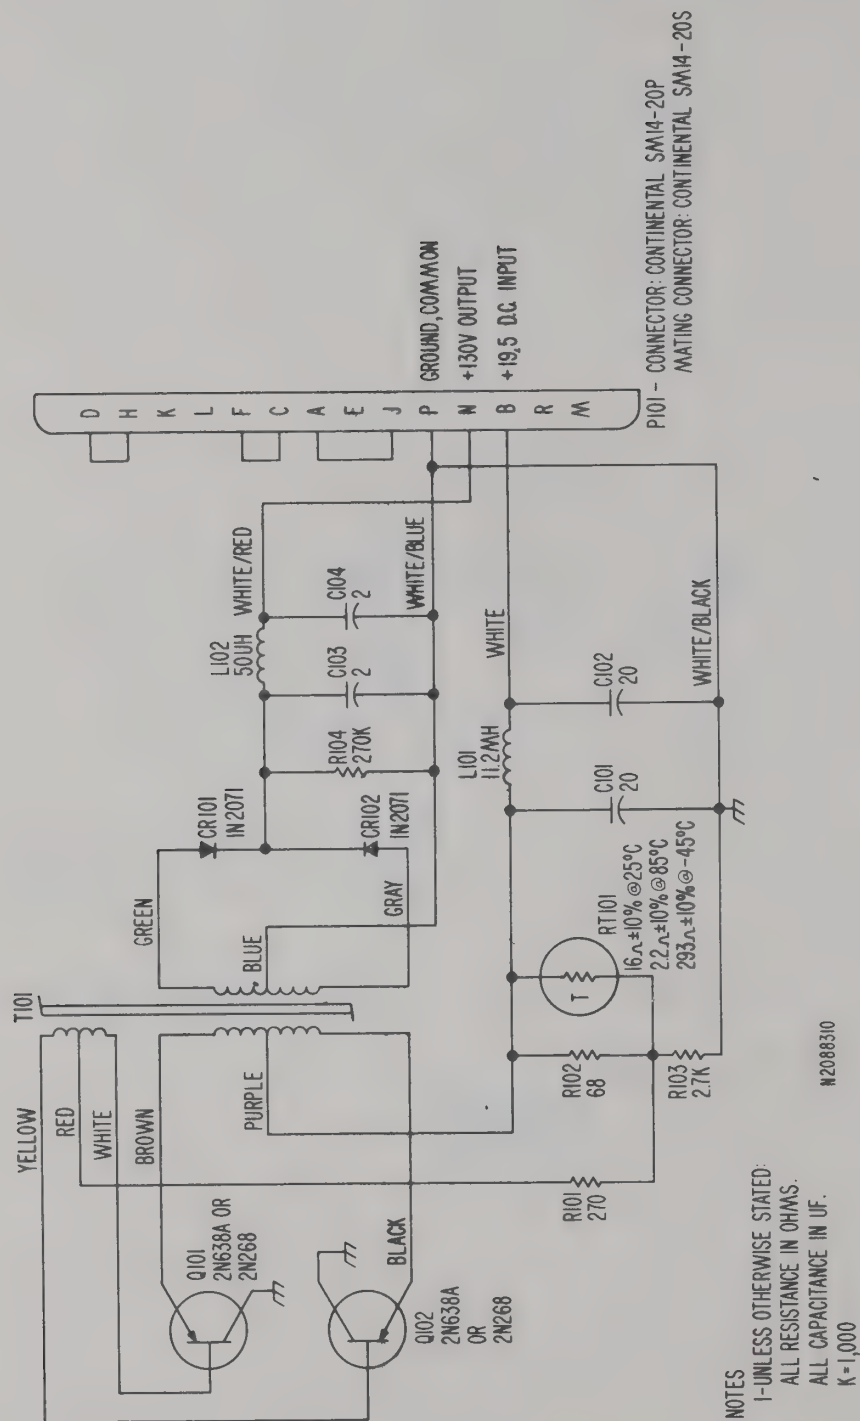 T101
YELLOW
RED
WHITE
BROWN
PURPLE
BLACK
GREEN
BLUE
GRAY
Q101
2N638A OR
2N268
Q102
2N638A
OR
2N268
CR101
IN2071
CR102
IN2071
R104
270K
L102
50UH
C103
2
C104
2
WHITE/RED
WHITE/BLUE
WHITE
L101
11.2MH
C101
20
C102
20
WHITE/BLACK
RT101
16Ω±10% @25°C
2.2Ω±10% @85°C
293Ω±10% @-45°C
T
R101
270
R102
68
R103
2.7K
D
H
K
L
F
C
A
E
J
P
N
B
R
M
GROUND, COMMON
+130V OUTPUT
+19.5 D.C. INPUT
P101 - CONNECTOR: CONTINENTAL SM14-20P
MATING CONNECTOR: CONTINENTAL SM14-20S
NOTES
1-UNLESS OTHERWISE STATED:
ALL RESISTANCE IN OHMS.
ALL CAPACITANCE IN UF.
K=1,000
N2088310